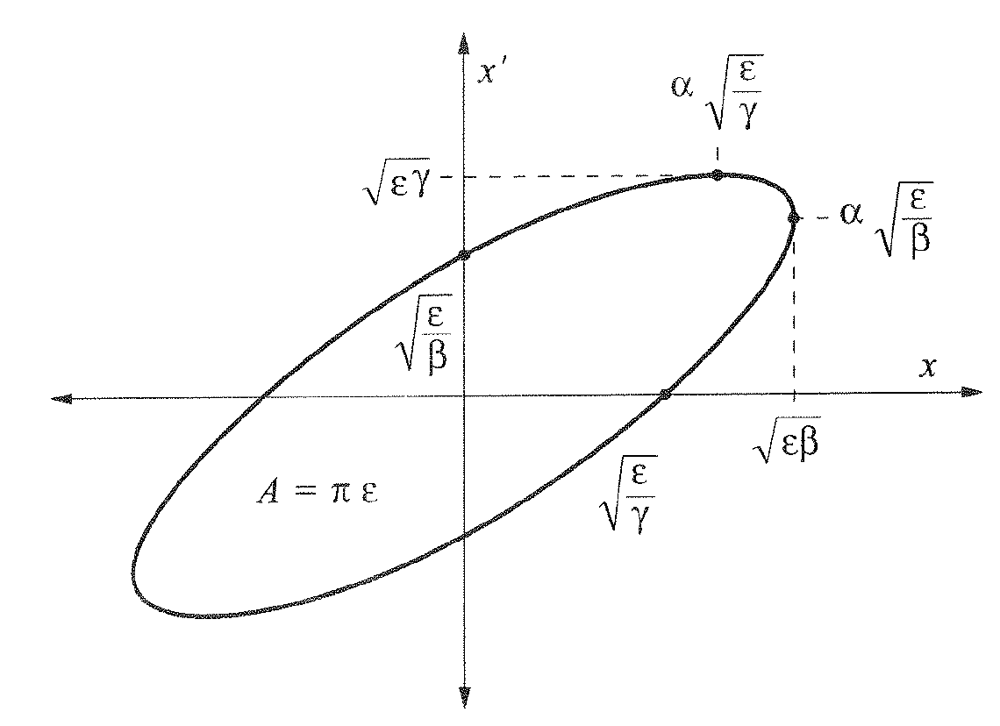 x′
α √(ε/γ)
√(εγ)
α √(ε/β)
√(ε/β)
x
√(εβ)
√(ε/γ)
A = π ε